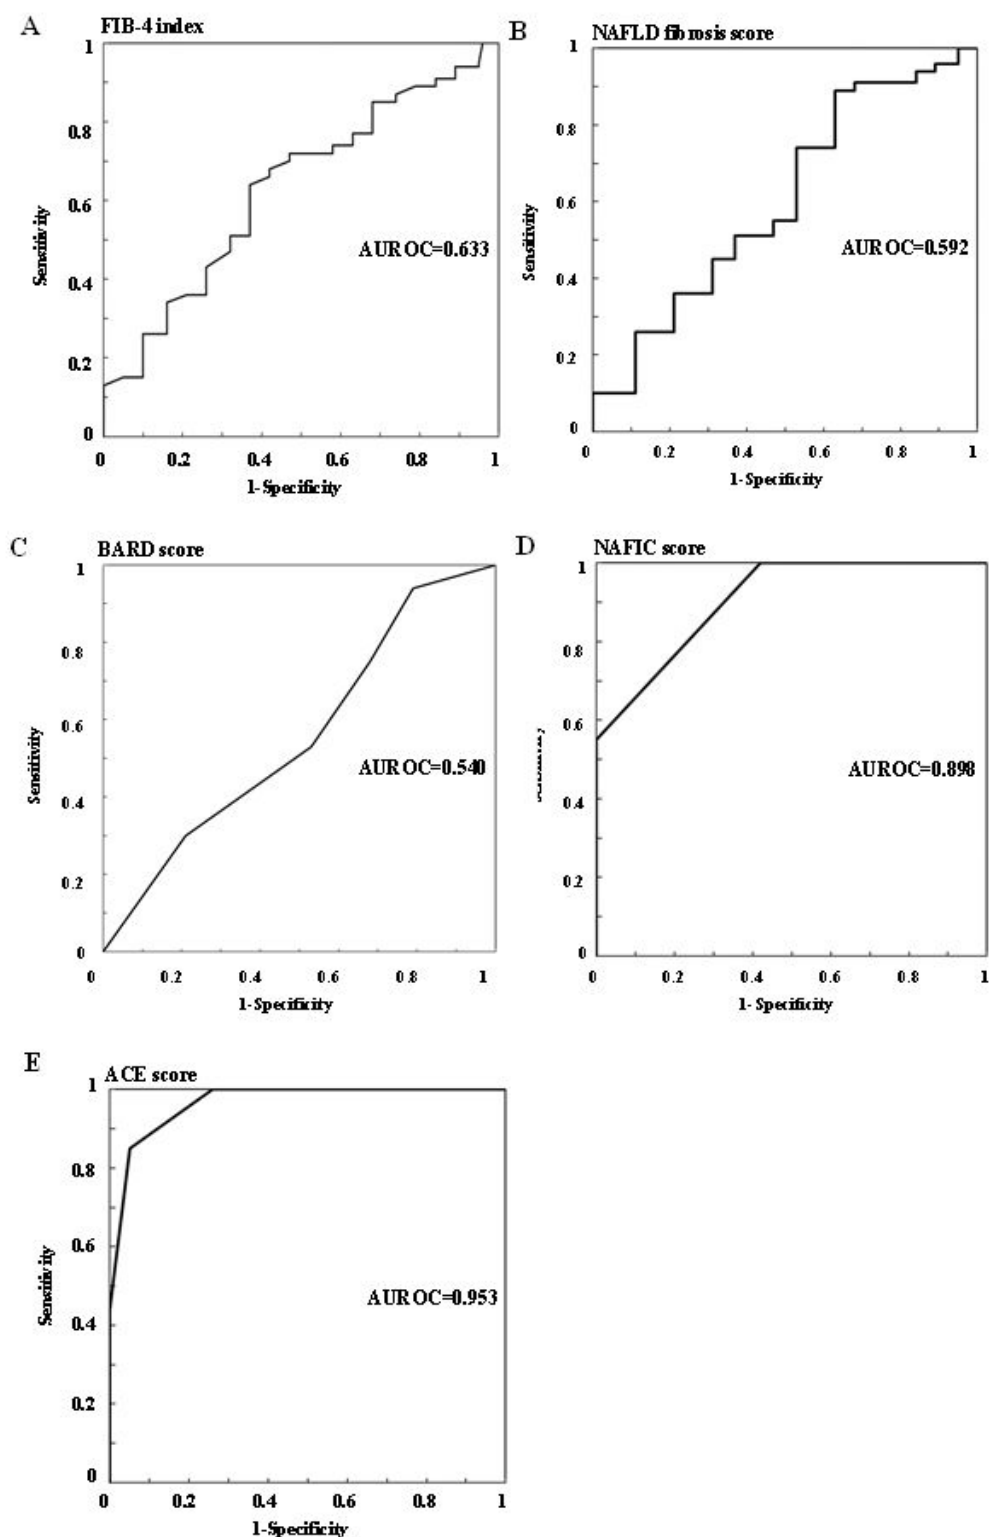 A
FIB-4 index
1
0.8
0.6
0.4
0.2
0
Sensitivity
AUROC=0.633
0 0.2 0.4 0.6 0.8 1
1-Specificity
B
NAFLD fibrosis score
1
0.8
0.6
0.4
0.2
0
Sensitivity
AUROC=0.592
0 0.2 0.4 0.6 0.8 1
1-Specificity
C
BARD score
1
0.8
0.6
0.4
0.2
0
Sensitivity
AUROC=0.540
0 0.2 0.4 0.6 0.8 1
1-Specificity
D
NAFIC score
1
0.8
0.6
0.4
0.2
0
AUROC=0.898
0 0.2 0.4 0.6 0.8 1
1-Specificity
E
ACE score
1
0.8
0.6
0.4
0.2
0
Sensitivity
AUROC=0.953
0 0.2 0.4 0.6 0.8 1
1-Specificity